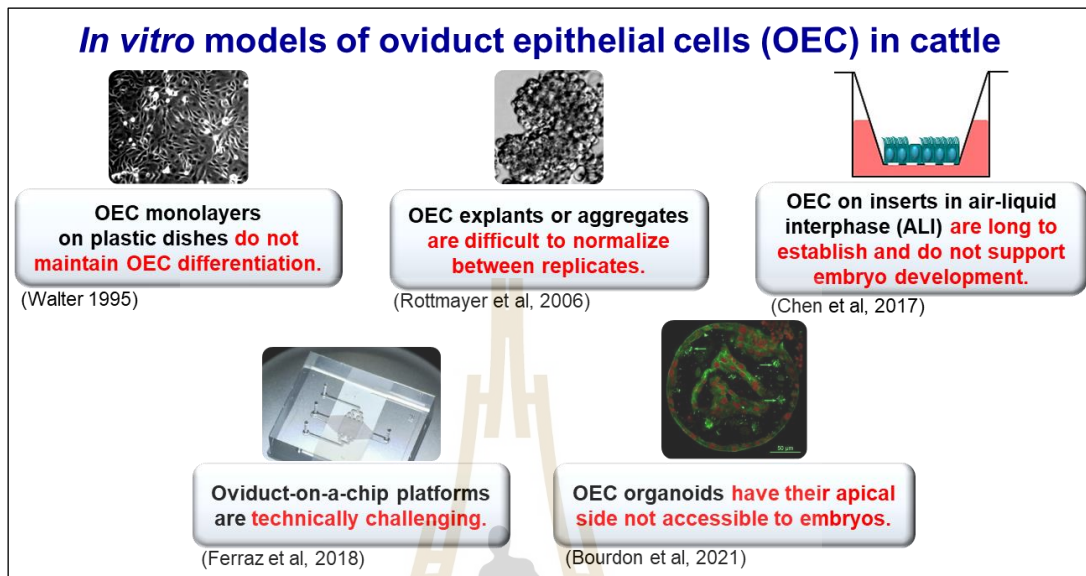 In vitro models of oviduct epithelial cells (OEC) in cattle
OEC monolayers
on plastic dishes do not
maintain OEC differentiation.
(Walter 1995)
OEC explants or aggregates
are difficult to normalize
between replicates.
(Rottmayer et al, 2006)
OEC on inserts in air-liquid
interphase (ALI) are long to
establish and do not support
embryo development.
(Chen et al, 2017)
Oviduct-on-a-chip platforms
are technically challenging.
(Ferraz et al, 2018)
50 µm
OEC organoids have their apical
side not accessible to embryos.
(Bourdon et al, 2021)